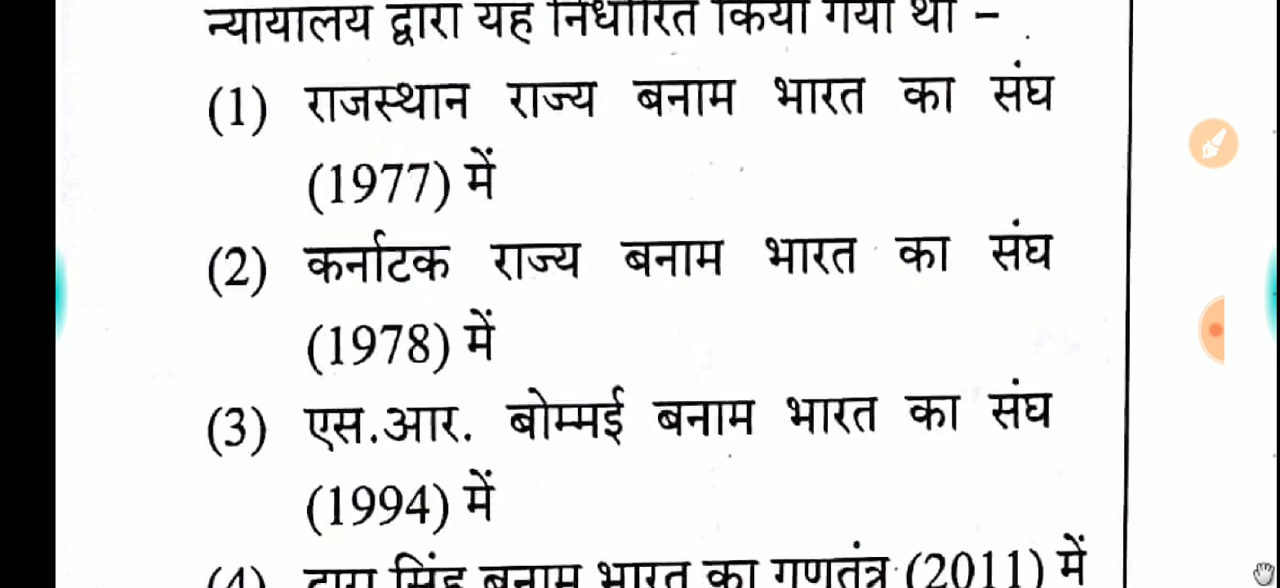 न्यायालय द्वारा यह निर्धारित किया गया था –
(1) राजस्थान राज्य बनाम भारत का संघ
(1977) में
(2) कर्नाटक राज्य बनाम भारत का संघ
(1978) में
(3) एस.आर. बोम्मई बनाम भारत का संघ
(1994) में
(4) दारा सिंह बनाम भारत का गणतंत्र (2011) में